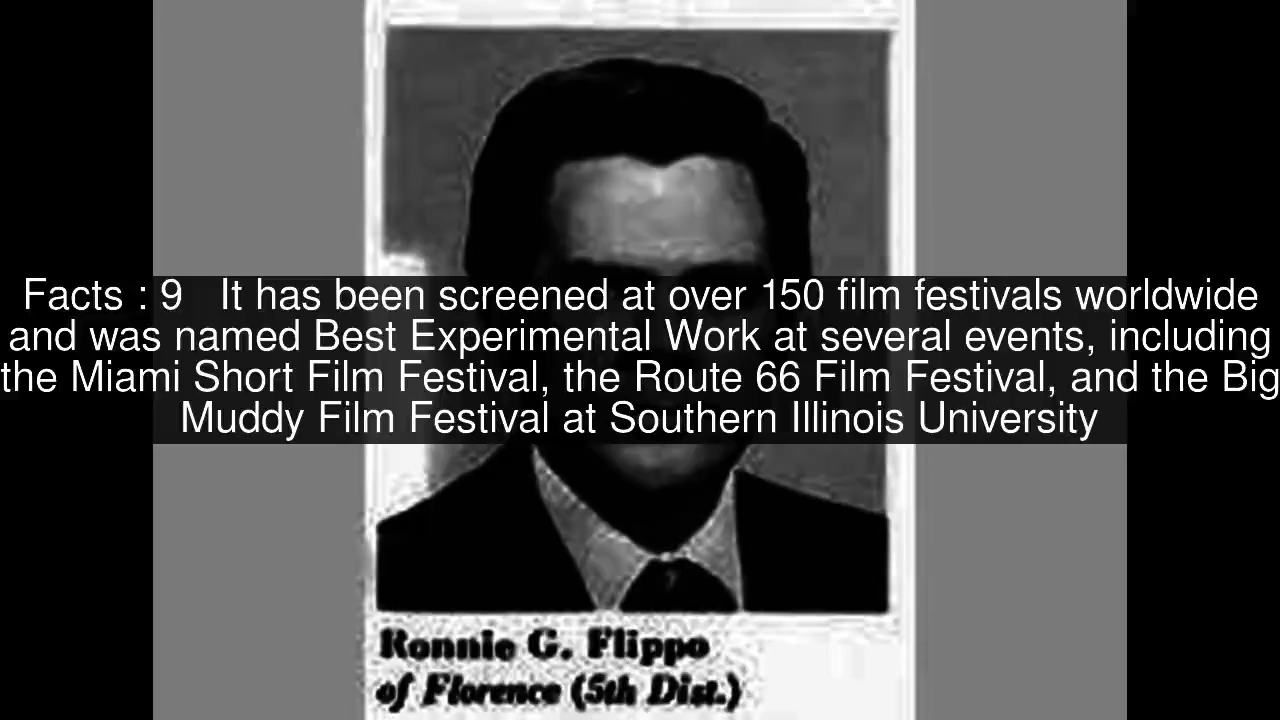 Facts : 9 It has been screened at over 150 film festivals worldwide
and was named Best Experimental Work at several events, including
the Miami Short Film Festival, the Route 66 Film Festival, and the Big
Muddy Film Festival at Southern Illinois University
Ronnie G. Flippo
of Florence (5th Dist.)